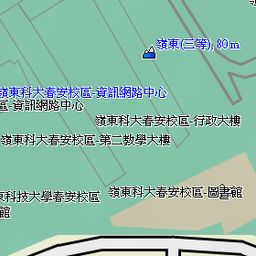 嶺東(三等), 80m
嶺東科大春安校區-資訊網路中心
區-資訊網路中心
嶺東科大春安校區-行政大樓
嶺東科大春安校區-第二教學大樓
嶺東科大春安校區-圖書館
東科技大學春安校區
館